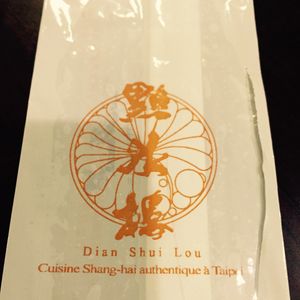 點
水
樓
Dian Shui Lou
Cuisine Shang-hai authentique à Taipei